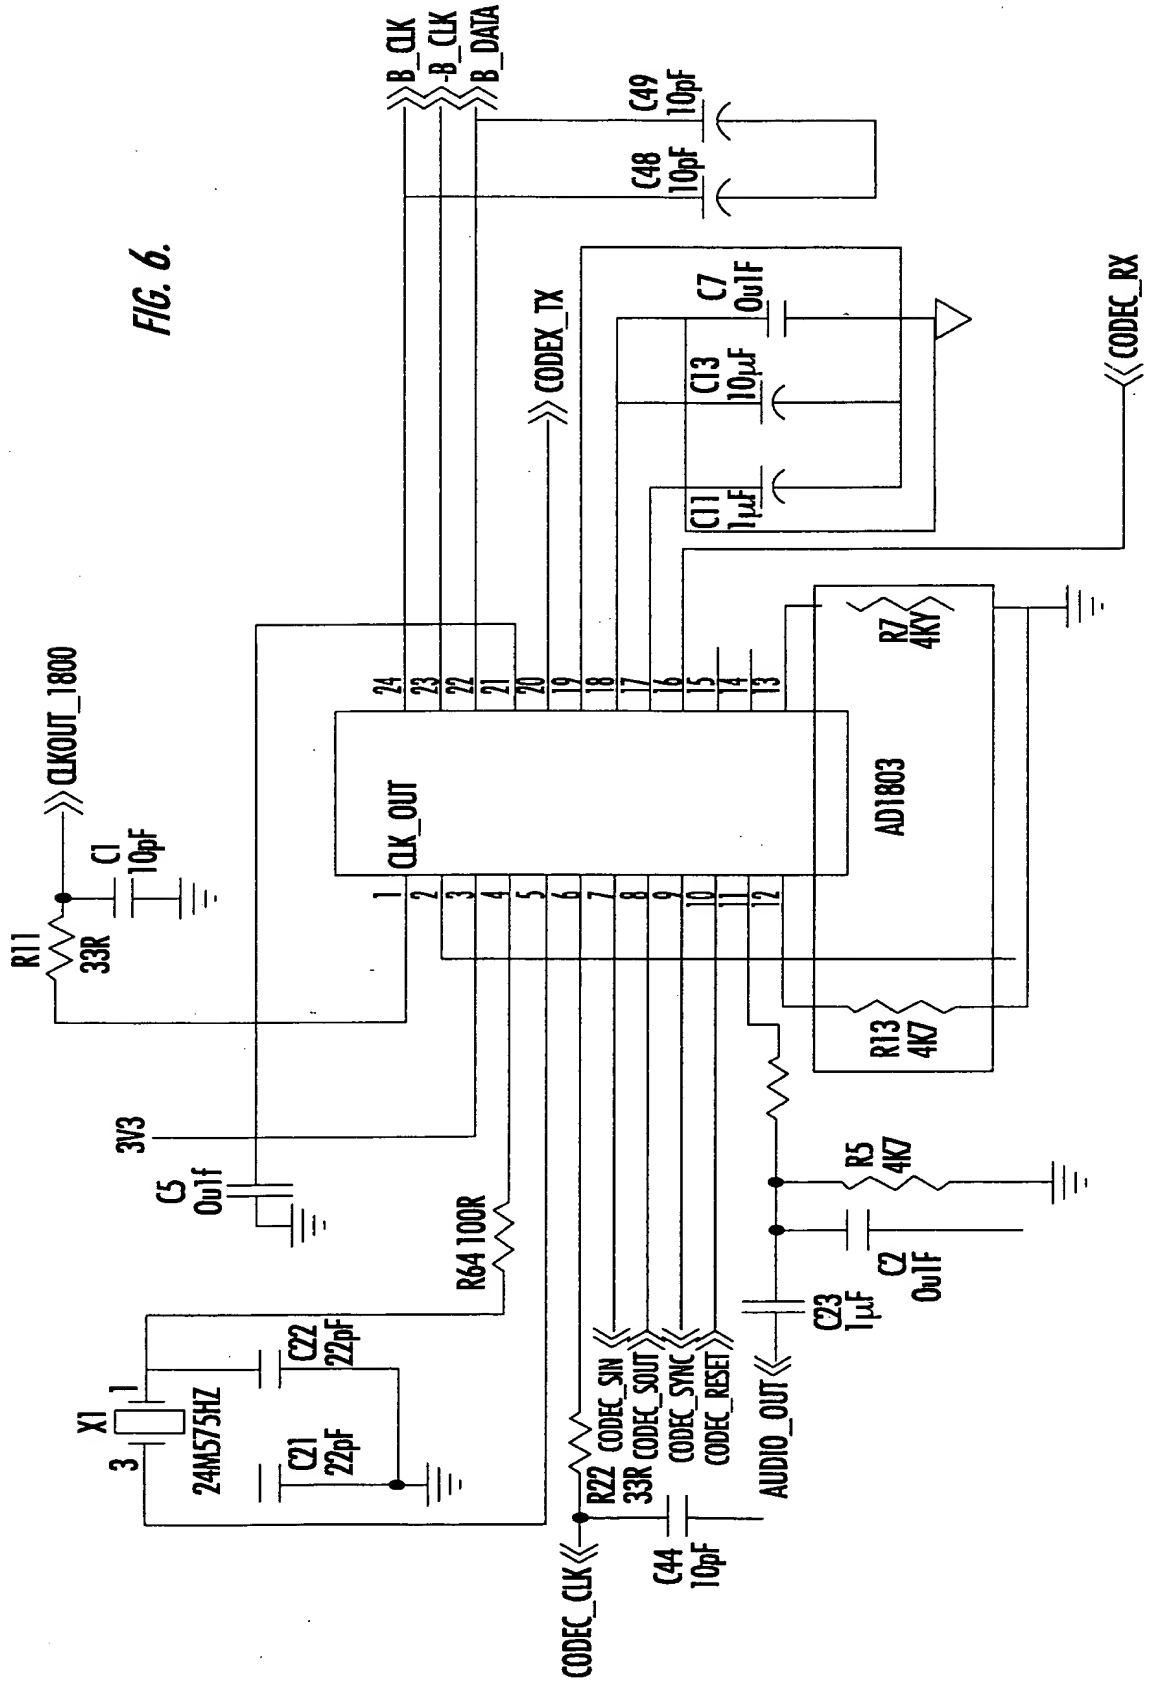 FIG. 6.
X1
3
1
24M575HZ
C21
22pF
C22
22pF
C5
0u1f
3V3
R11
33R
C1
10pF
CLKOUT_1800
R64 100R
CODEC_CLK
R22
33R
C44
10pF
CODEC_SIN
CODEC_SOUT
CODEC_SYNC
CODEC_RESET
AUDIO_OUT
C23
1µF
C2
0u1F
R5
4K7
1
2
3
4
5
6
7
8
9
10
11
12
CLK_OUT
AD1803
24
23
22
21
20
19
18
17
16
15
14
13
R13
4K7
R7
4KY
B_CLK
-B_CLK
B_DATA
CODEX_TX
C48
10pF
C49
10pF
C11
1µF
C13
10µF
C7
0u1F
CODEC_RX